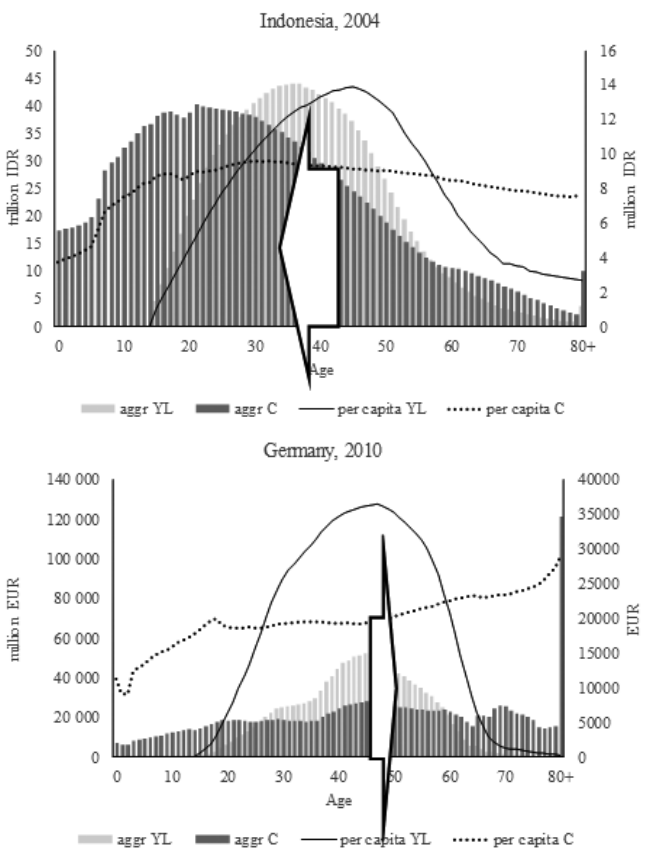 Indonesia, 2004
50 16
45 14
40 12
35
30 10
25 8
20 6
15
10 4
5 2
0 0
trillion IDR
million IDR
0 10 20 30 40 50 60 70 80+
Age
aggr YL aggr C per capita YL per capita C
Germany, 2010
140 000 40000
120 000 35000
100 000 30000
80 000 25000
60 000 20000
40 000 15000
20 000 10000
0 5000
0
million EUR
EUR
0 10 20 30 40 50 60 70 80+
Age
aggr YL aggr C per capita YL per capita C